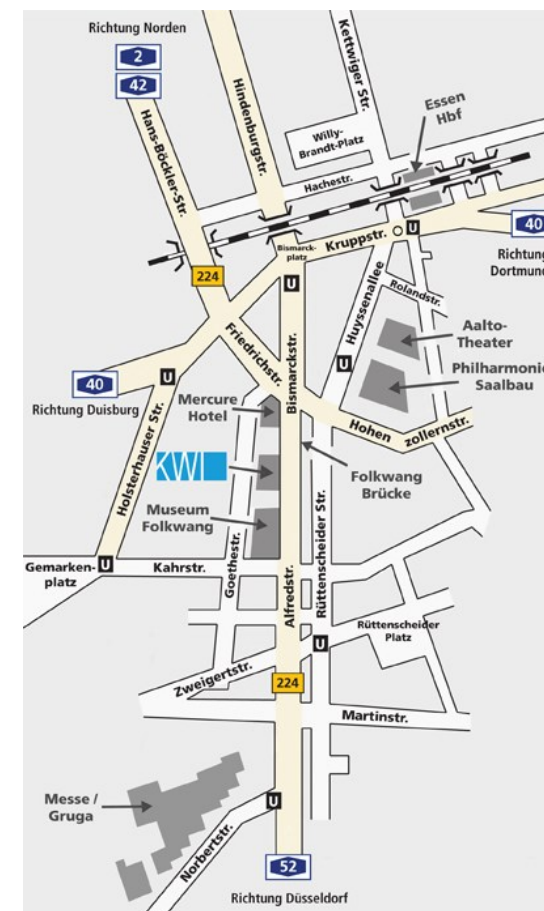 Richtung Norden
2
42
Hans-Böckler-Str.
Hindenburgstr.
Kettwiger Str.
Essen
Hbf
Willy-
Brandt-Platz
Hachestr.
Bismarck-
platz
Kruppstr.
U
40
Richtung
Dortmund
224
U
Huyssenallee
Rolandstr.
Aalto-
Theater
Philharmonie
Saalbau
Friedrichstr.
Bismarckstr.
U
40
Richtung Duisburg
U
Holsterhauser Str.
Mercure
Hotel
Hohen
zollernstr.
KWI
Folkwang
Brücke
Museum
Folkwang
Goethestr.
Rüttenscheider Str.
Gemarken-
platz
U
Kahrstr.
Alfredstr.
Rüttenscheider
Platz
U
Zweigertstr.
224
Martinstr.
Messe /
Gruga
U
Norbertstr.
52
Richtung Düsseldorf